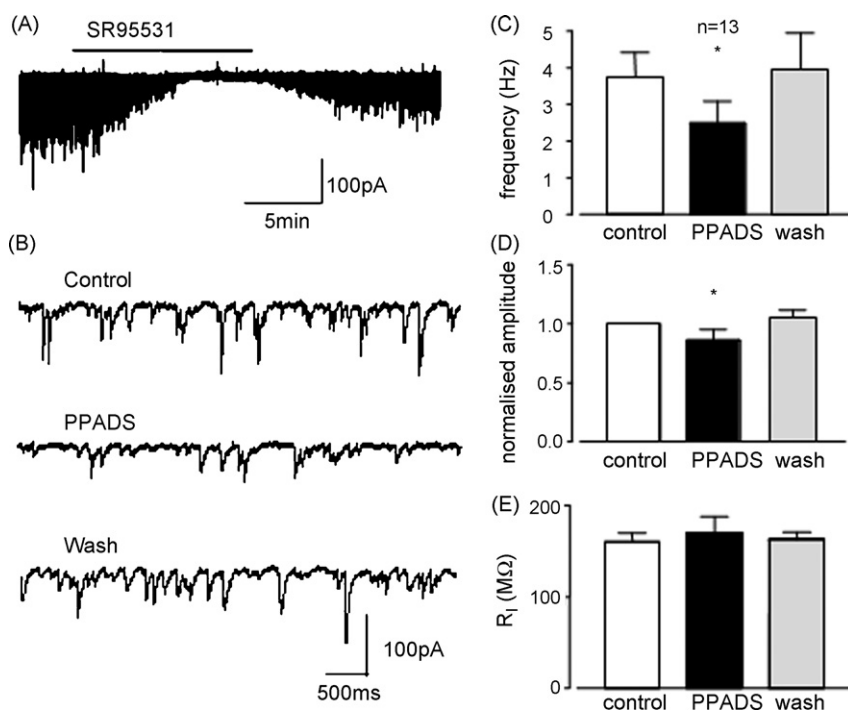 (A)
SR95531
100pA
5min
(B)
Control
PPADS
Wash
100pA
500ms
(C)
n=13
*
frequency (Hz)
5
4
3
2
1
0
control PPADS wash
(D)
*
normalised amplitude
1.5
1.0
0.5
0.0
control PPADS wash
(E)
R_I (MΩ)
200
100
0
control PPADS wash